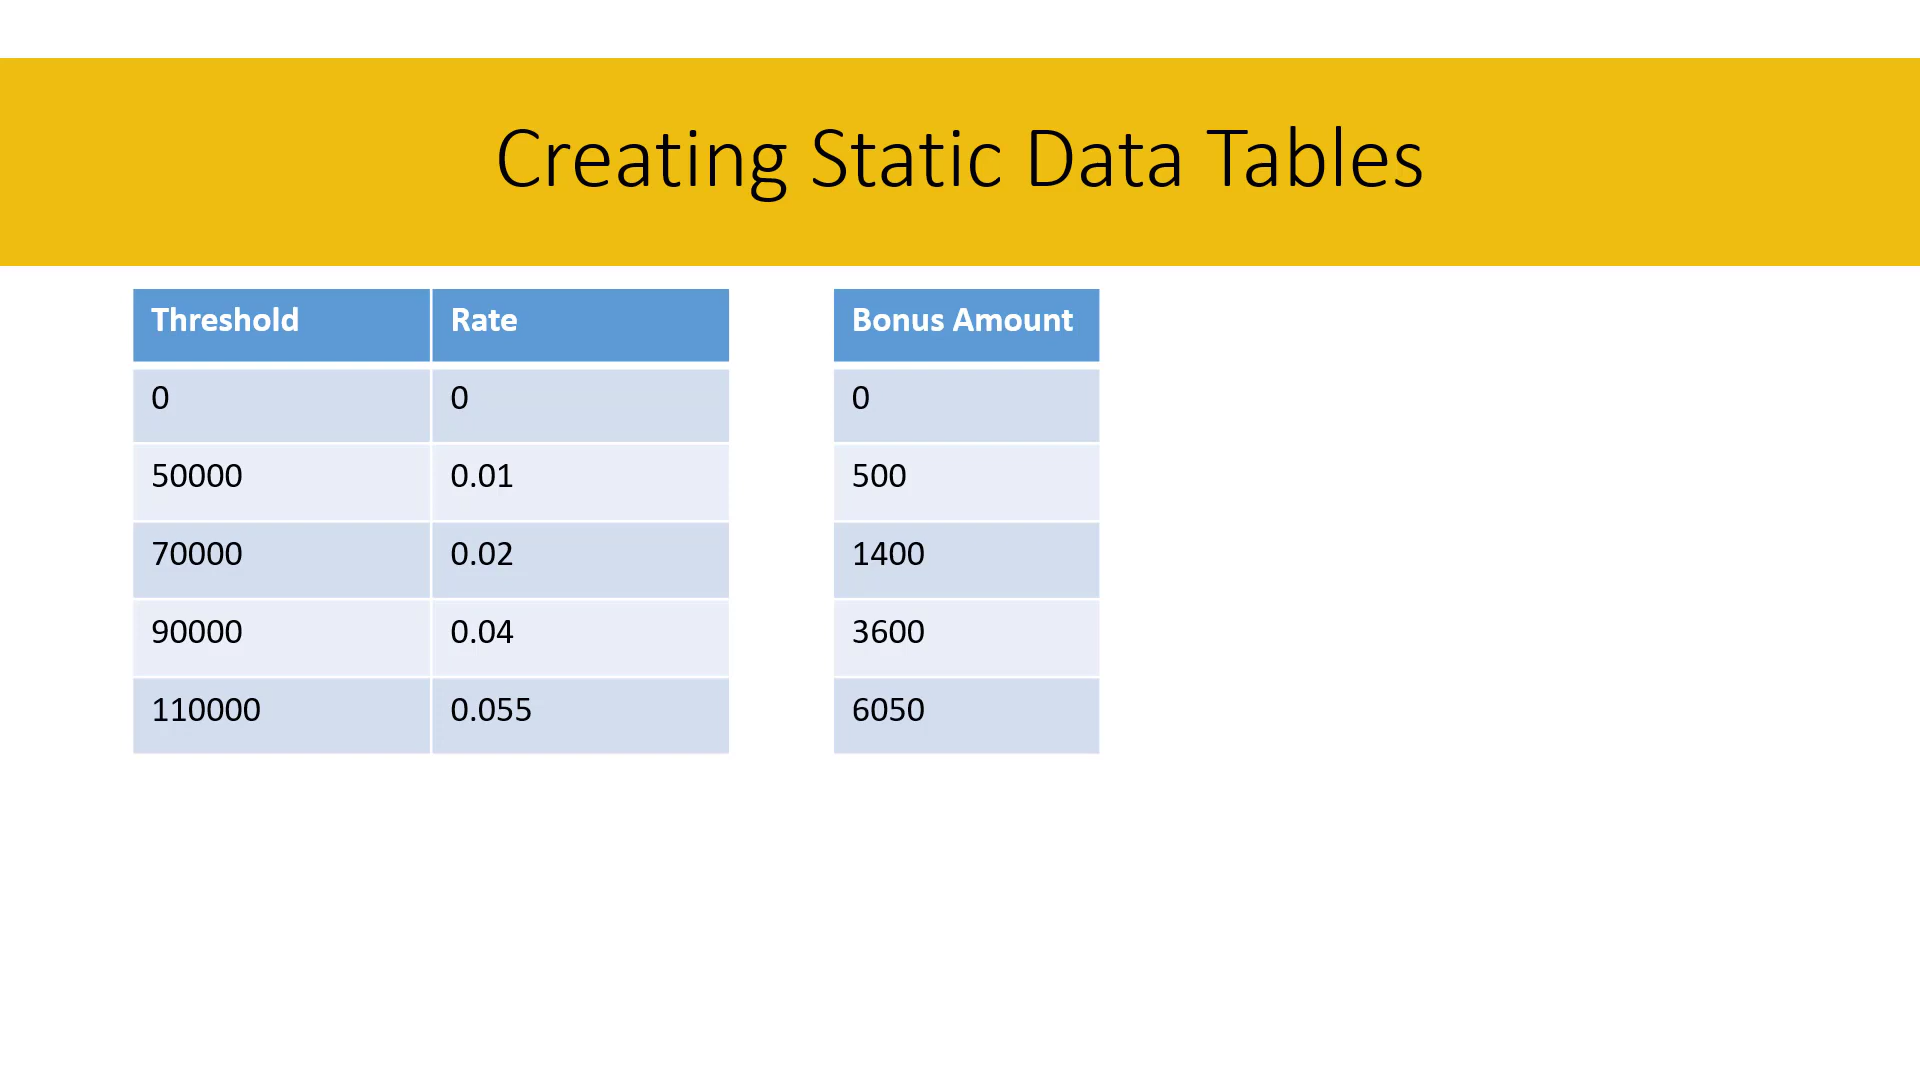 Creating Static Data Tables
Threshold Rate Bonus Amount
0 0 0
50000 0.01 500
70000 0.02 1400
90000 0.04 3600
110000 0.055 6050